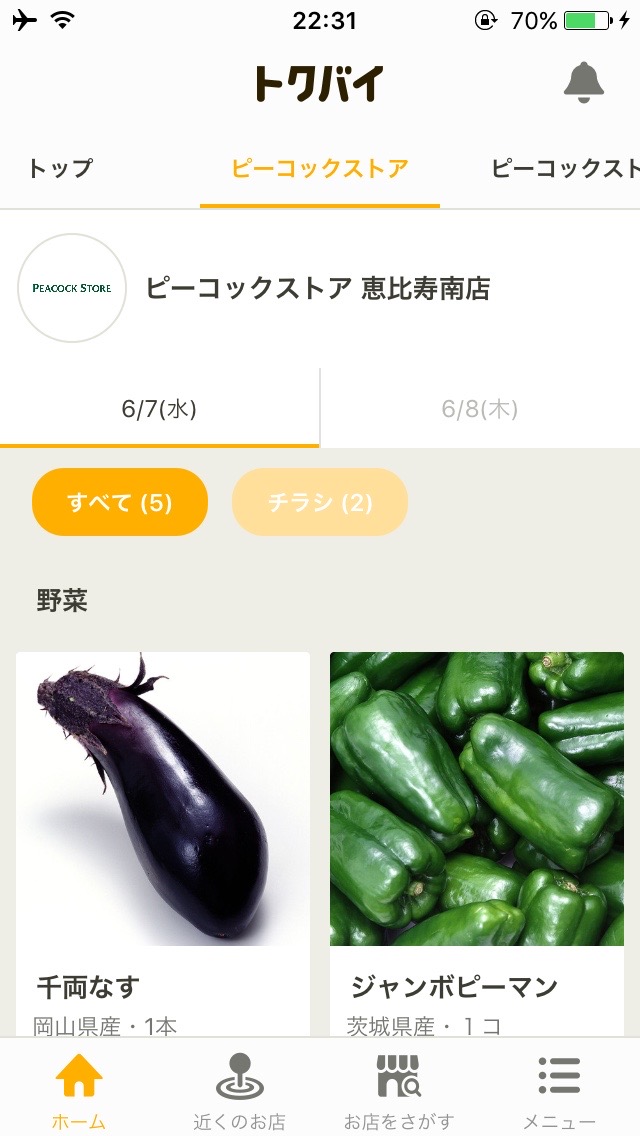 22:31
70%
トクバイ
トップ
ピーコックストア
ピーコックスト
PEACOCK STORE
ピーコックストア 恵比寿南店
6/7(水)
6/8(木)
すべて (5)
チラシ (2)
野菜
千両なす
ジャンボピーマン
岡山県産・1本
茨城県産・１コ
ホーム
近くのお店
お店をさがす
メニュー